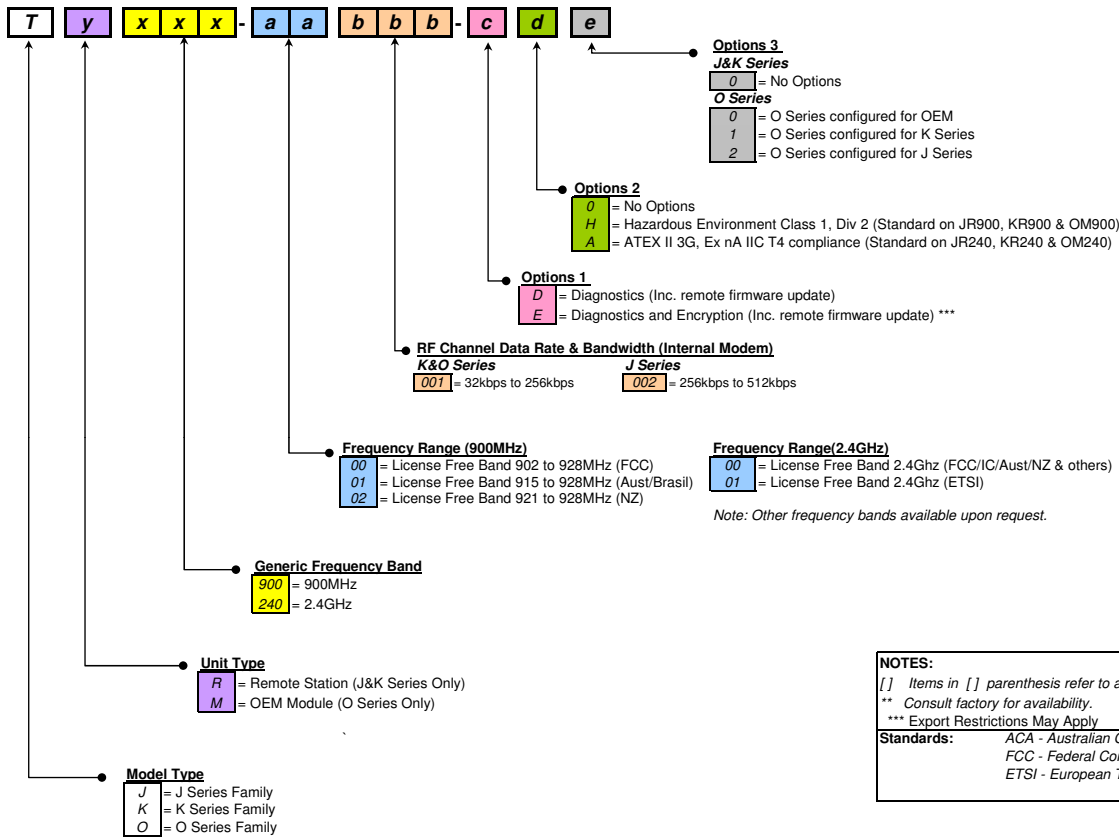 T y x x x - a a b b b - c d e
Options 3
J&K Series
0 = No Options
O Series
0 = O Series configured for OEM
1 = O Series configured for K Series
2 = O Series configured for J Series
Options 2
0 = No Options
H = Hazardous Environment Class 1, Div 2 (Standard on JR900, KR900 & OM900)
A = ATEX II 3G, Ex nA IIC T4 compliance (Standard on JR240, KR240 & OM240)
Options 1
D = Diagnostics (Inc. remote firmware update)
E = Diagnostics and Encryption (Inc. remote firmware update) ***
RF Channel Data Rate & Bandwidth (Internal Modem)
K&O Series J Series
001 = 32kbps to 256kbps 002 = 256kbps to 512kbps
Frequency Range (900MHz) Frequency Range(2.4GHz)
00 = License Free Band 902 to 928MHz (FCC) 00 = License Free Band 2.4Ghz (FCC/IC/Aust/NZ & others)
01 = License Free Band 915 to 928MHz (Aust/Brasil) 01 = License Free Band 2.4Ghz (ETSI)
02 = License Free Band 921 to 928MHz (NZ)
Note: Other frequency bands available upon request.
Generic Frequency Band
900 = 900MHz
240 = 2.4GHz
Unit Type
R = Remote Station (J&K Series Only)
M = OEM Module (O Series Only)
`
Model Type
J = J Series Family
K = K Series Family
O = O Series Family
NOTES:
[ ] Items in [ ] parenthesis refer to
** Consult factory for availability.
*** Export Restrictions May Apply
Standards: ACA - Australian
FCC - Federal
ETSI - European